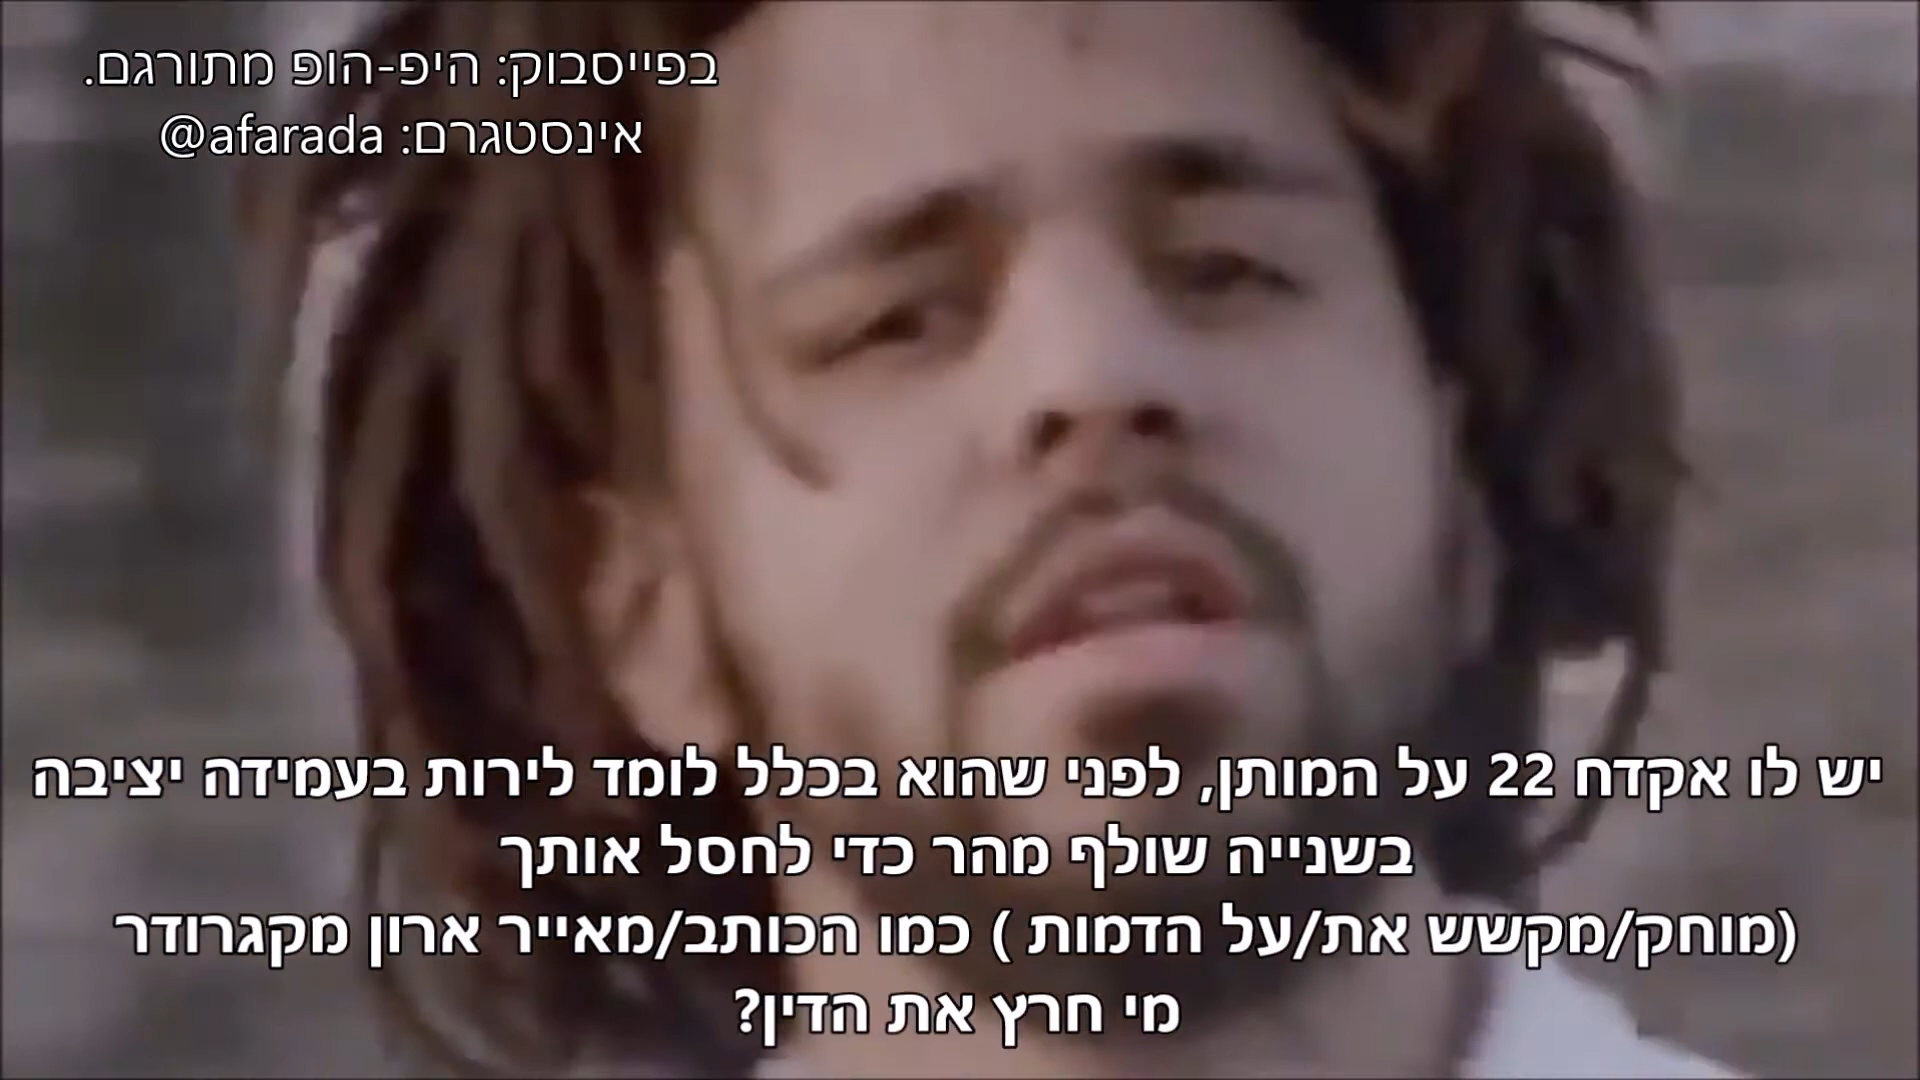 בפייסבוק: היפ-הופ מתורגם.
אינסטגרם: @afarada
יש לו אקדח 22 על המותן, לפני שהוא בכלל לומד לירות בעמידה יציבה
בשנייה שולף מהר כדי לחסל אותך
(מוחק/מקשש את/על הדמות ) כמו הכותב/מאייר ארון מקגרודר
מי חרץ את הדין?